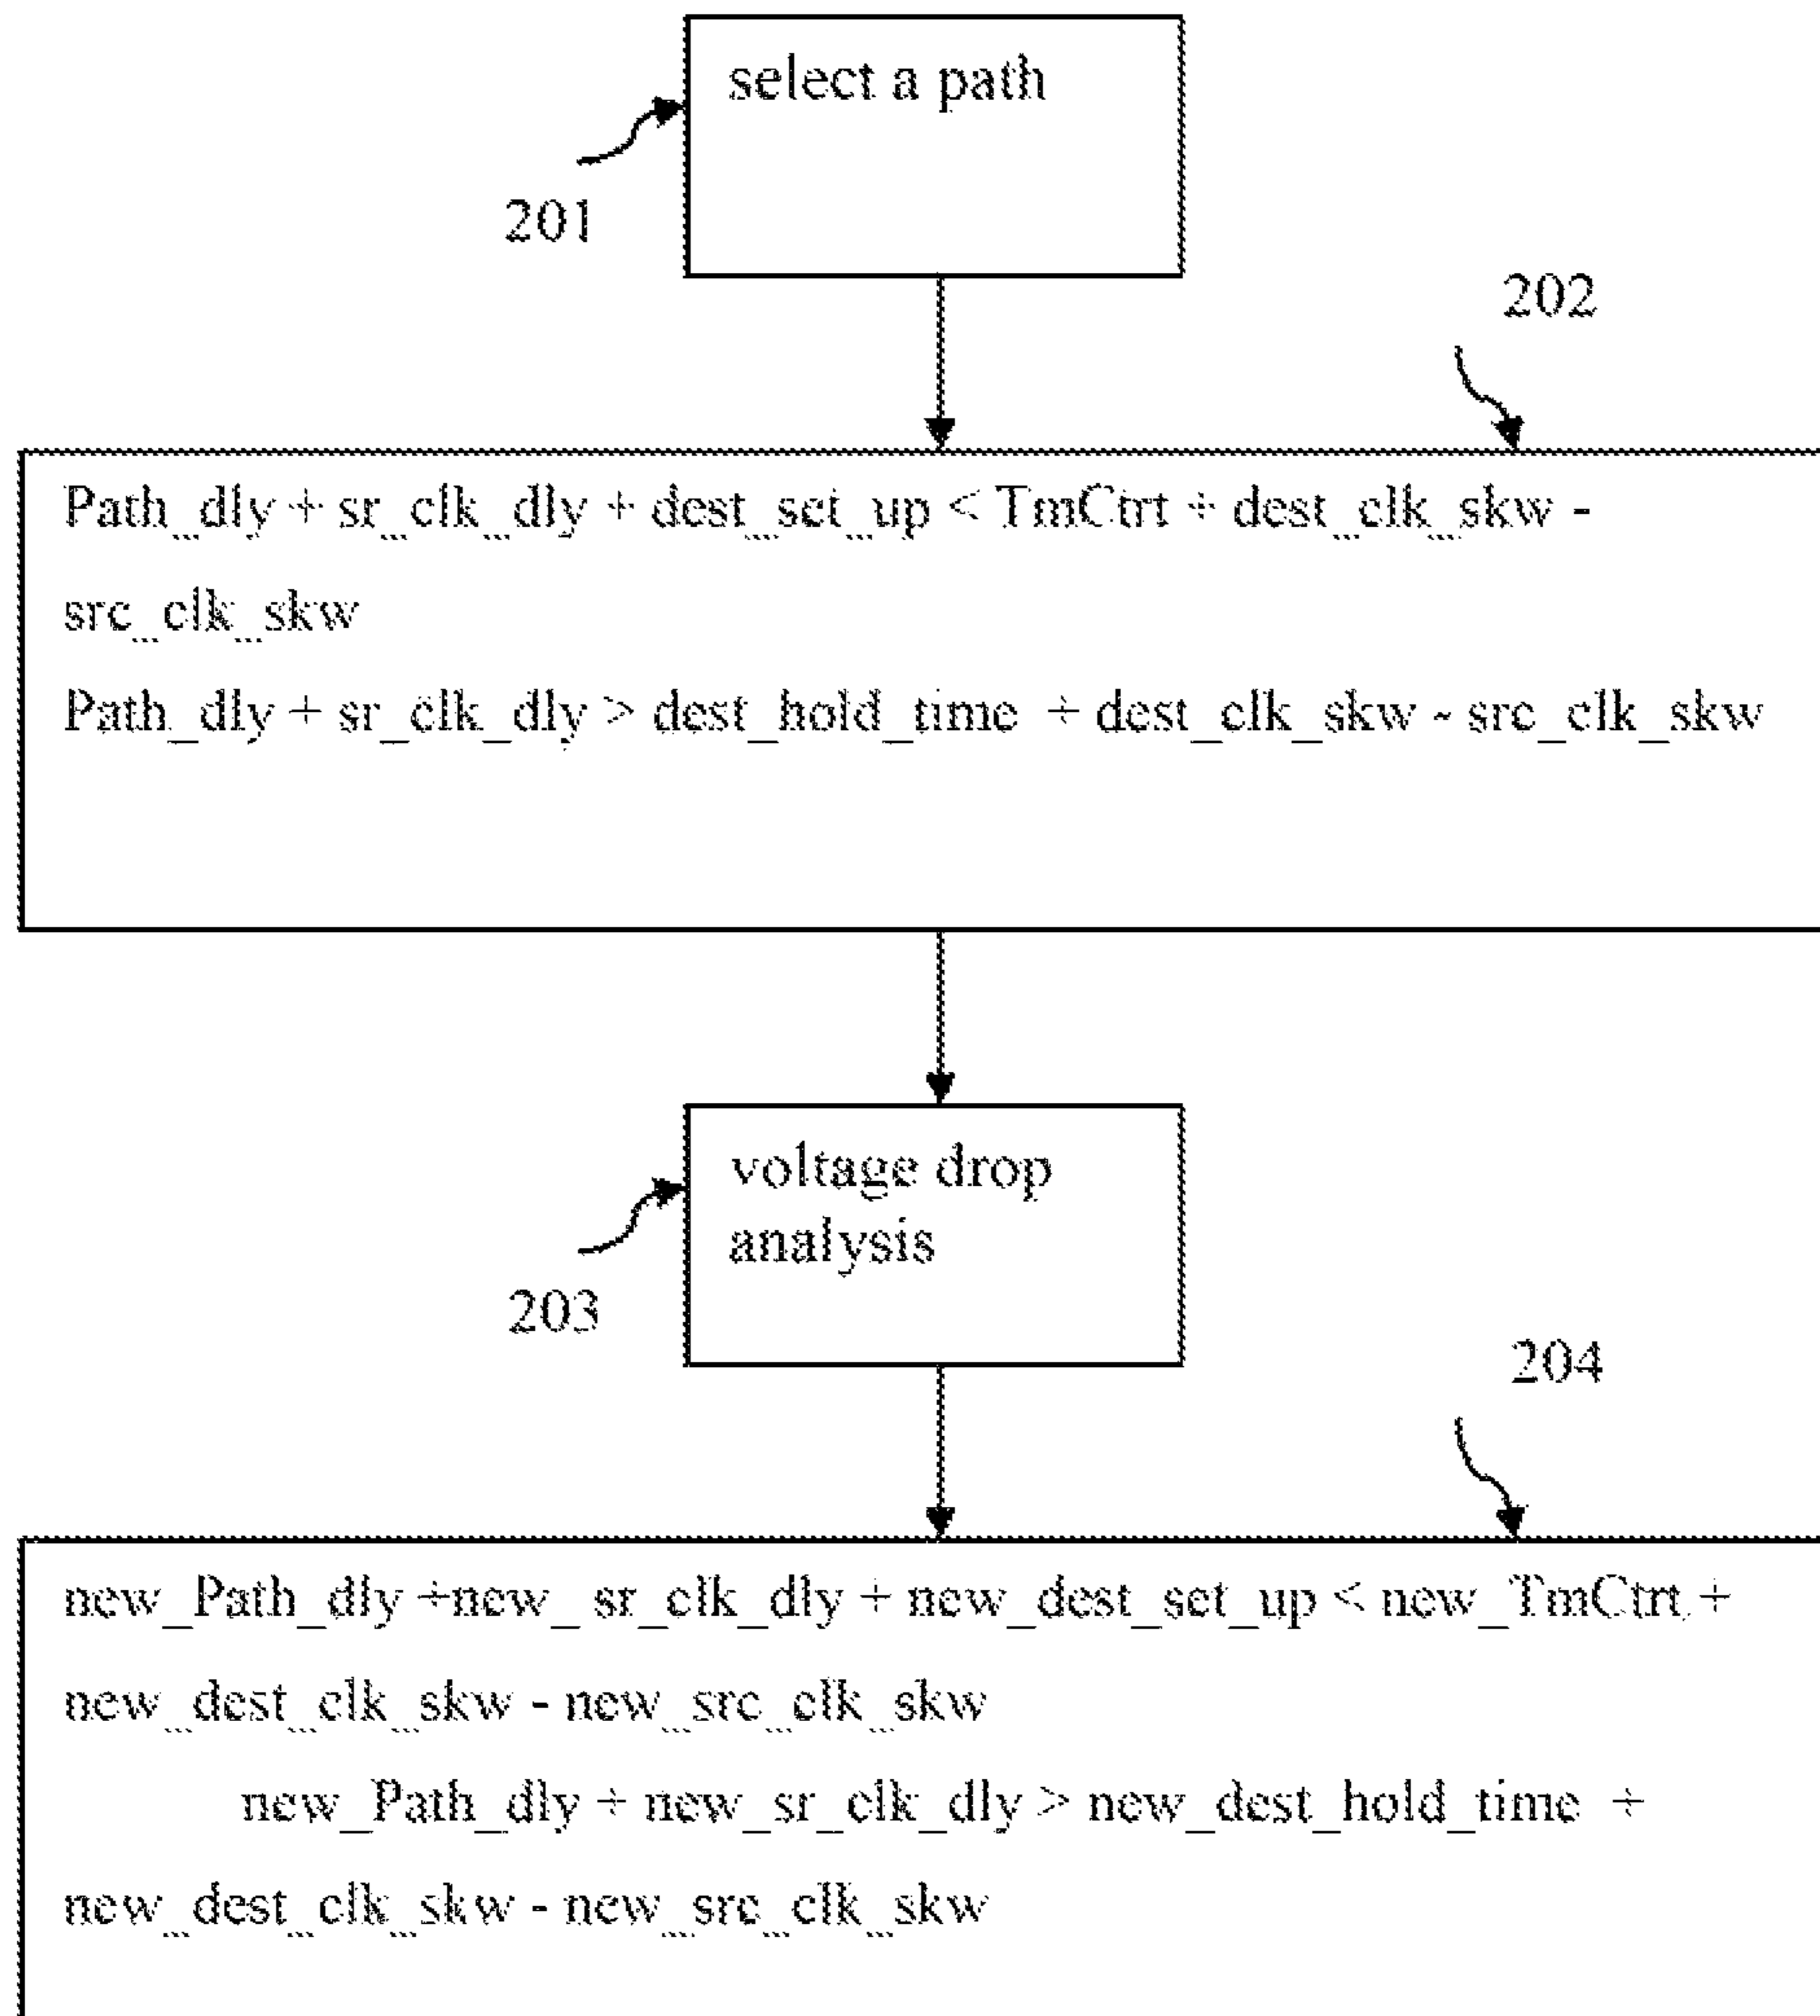 select a path
201
202
Path_dly + sr_clk_dly + dest_set_up < TmCtrt + dest_clk_skw -
src_clk_skw
Path_dly + sr_clk_dly > dest_hold_time + dest_clk_skw - src_clk_skw
voltage drop
analysis
203
204
new_Path_dly +new_ sr_clk_dly + new_dest_set_up < new_TmCtrt +
new_dest_clk_skw - new_src_clk_skw
new_Path_dly + new_sr_clk_dly > new_dest_hold_time +
new_dest_clk_skw - new_src_clk_skw